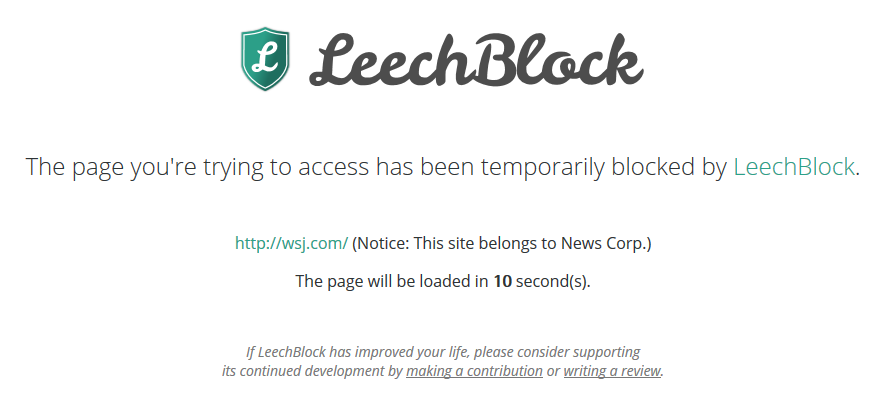 L LeechBlock
The page you're trying to access has been temporarily blocked by LeechBlock.
http://wsj.com/ (Notice: This site belongs to News Corp.)
The page will be loaded in 10 second(s).
If LeechBlock has improved your life, please consider supporting
its continued development by making a contribution or writing a review.